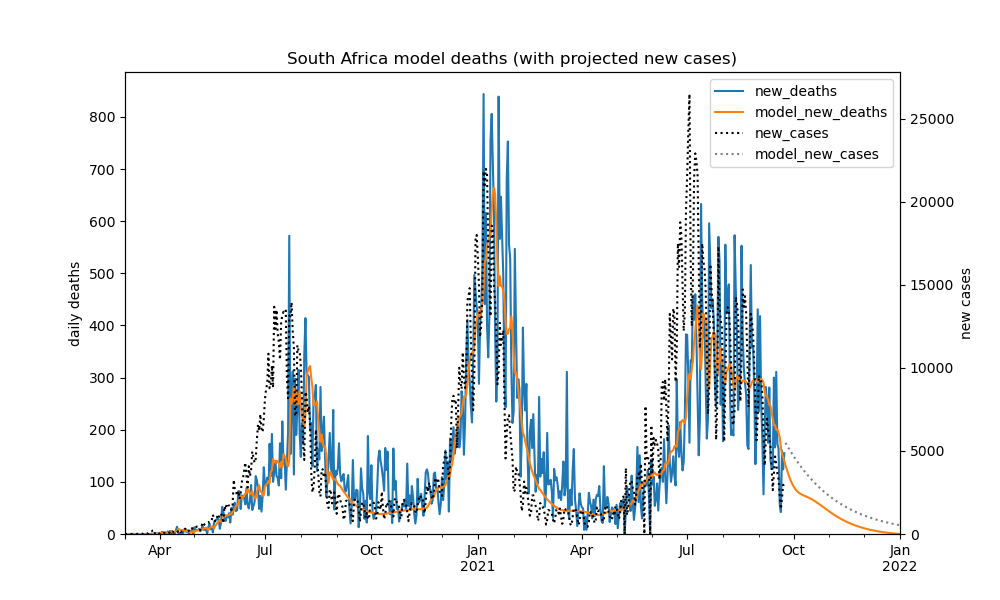 South Africa model deaths (with projected new cases)
new_deaths
model_new_deaths
new_cases
model_new_cases
daily deaths
800
700
600
500
400
300
200
100
0
new cases
25000
20000
15000
10000
5000
0
Apr
Jul
Oct
Jan
2021
Apr
Jul
Oct
Jan
2022